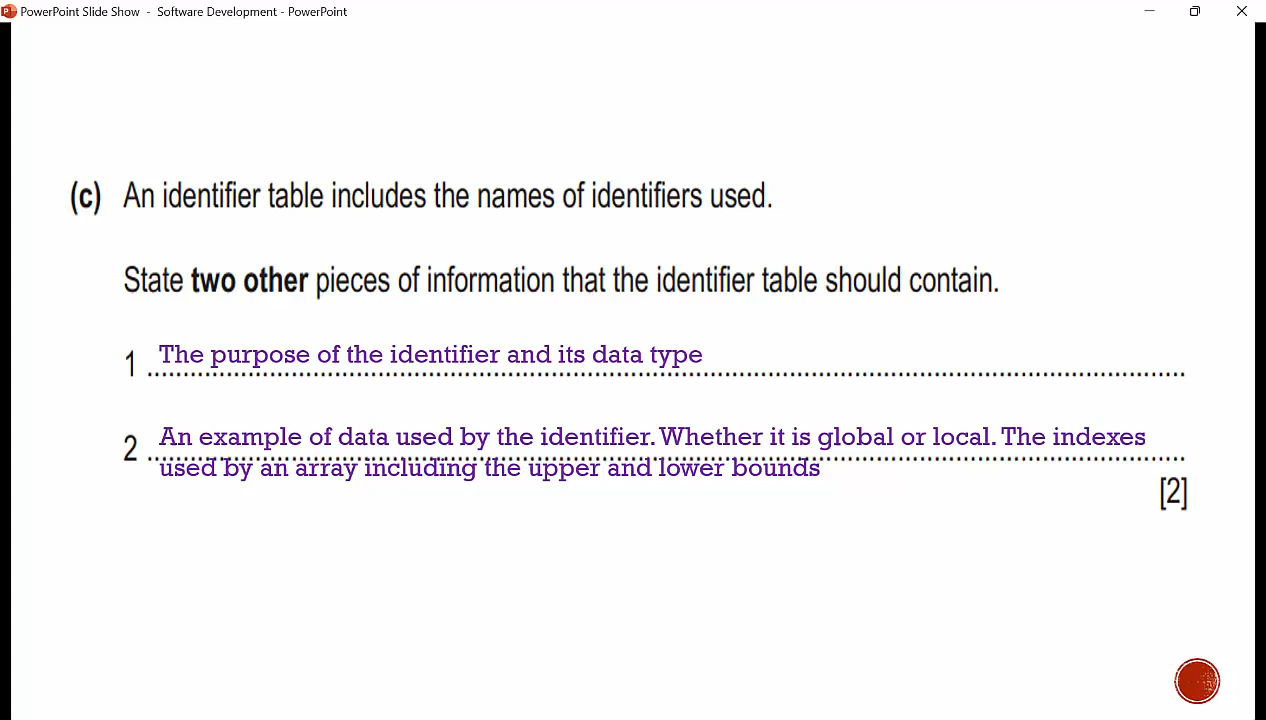 PowerPoint Slide Show - Software Development - PowerPoint
(c) An identifier table includes the names of identifiers used.
State two other pieces of information that the identifier table should contain.
1 The purpose of the identifier and its data type
2 An example of data used by the identifier. Whether it is global or local. The indexes
used by an array including the upper and lower bounds
[2]